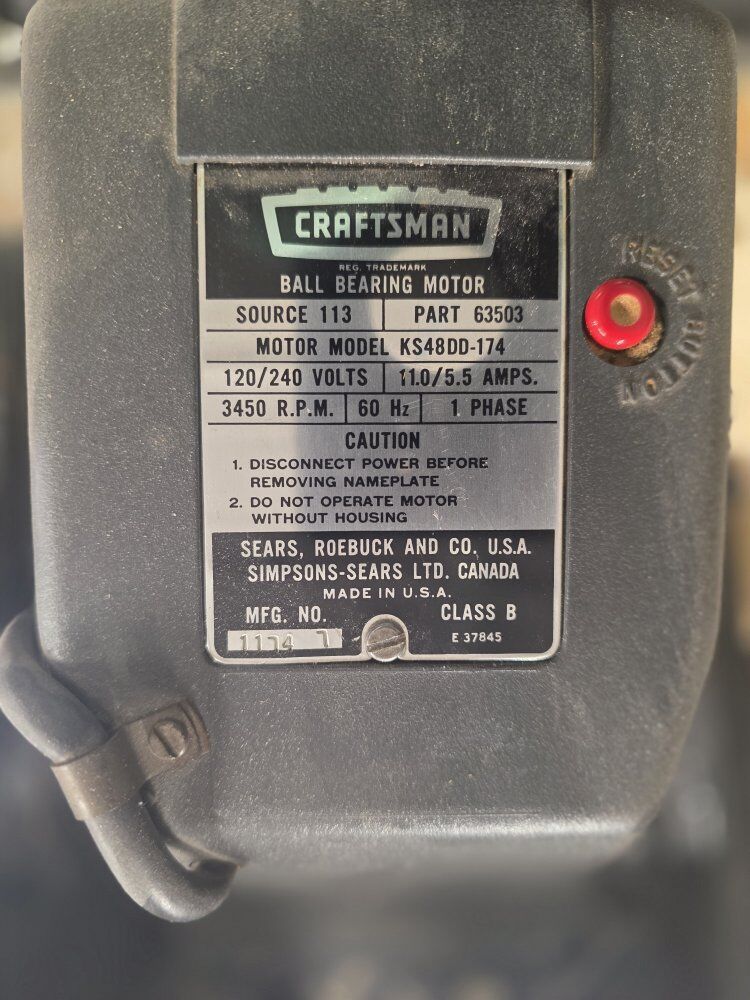 CRAFTSMAN
REG. TRADEMARK
BALL BEARING MOTOR
SOURCE 113 PART 63503
MOTOR MODEL KS48DD-174
120/240 VOLTS 11.0/5.5 AMPS.
3450 R.P.M. 60 Hz 1 PHASE
CAUTION
1. DISCONNECT POWER BEFORE
REMOVING NAMEPLATE
2. DO NOT OPERATE MOTOR
WITHOUT HOUSING
SEARS, ROEBUCK AND CO. U.S.A.
SIMPSONS-SEARS LTD. CANADA
MADE IN U.S.A.
MFG. NO. CLASS B
1174 7 E 37845
RESET BUTTON